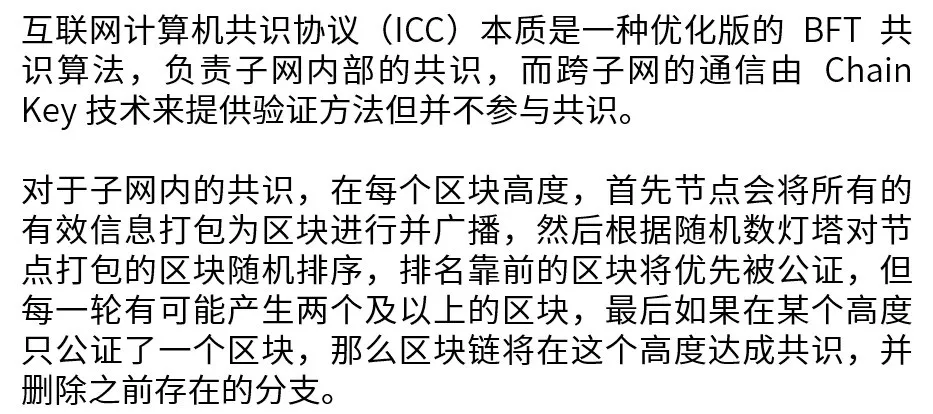 互联网计算机共识协议（ICC）本质是一种优化版的 BFT 共
识算法，负责子网内部的共识，而跨子网的通信由 Chain
Key 技术来提供验证方法但并不参与共识。
对于子网内的共识，在每个区块高度，首先节点会将所有的
有效信息打包为区块进行并广播，然后根据随机数灯塔对节
点打包的区块随机排序，排名靠前的区块将优先被公证，但
每一轮有可能产生两个及以上的区块，最后如果在某个高度
只公证了一个区块，那么区块链将在这个高度达成共识，并
删除之前存在的分支。